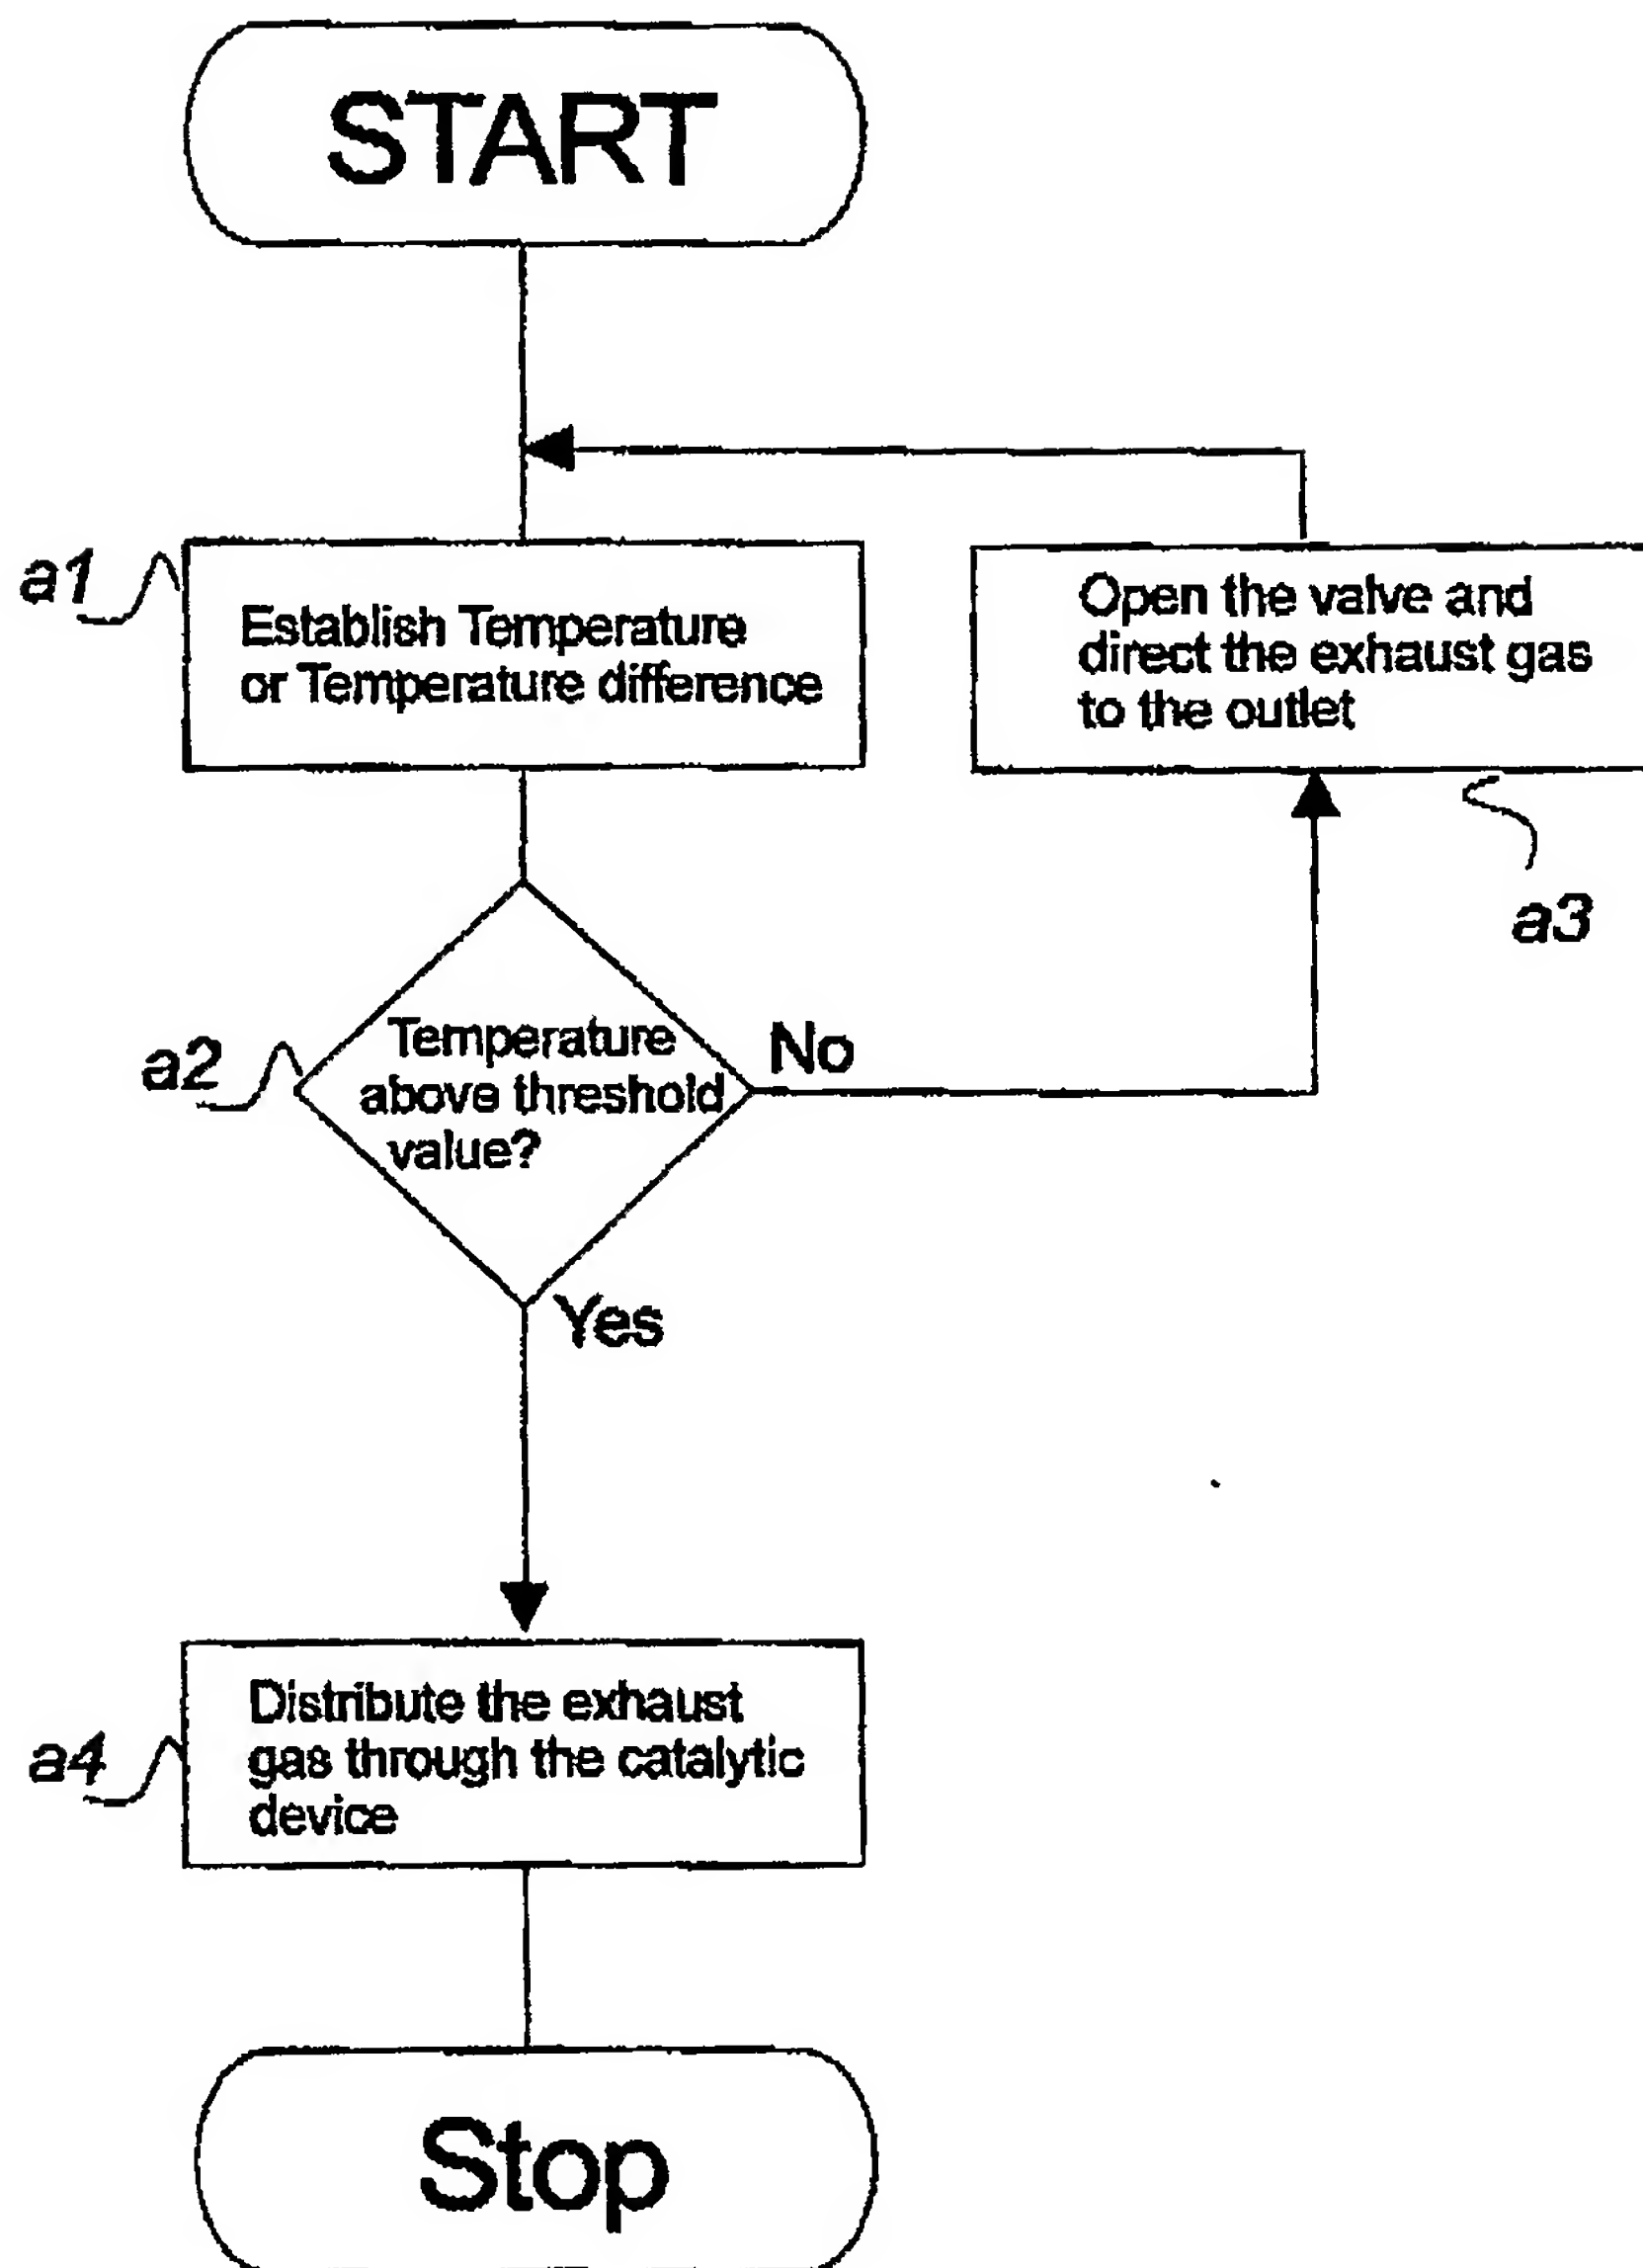 START
a1
Establish Temperature
or Temperature difference
Open the valve and
direct the exhaust gas
to the outlet
a3
a2
Temperature
above threshold
value?
No
Yes
a4
Distribute the exhaust
gas through the catalytic
device
Stop